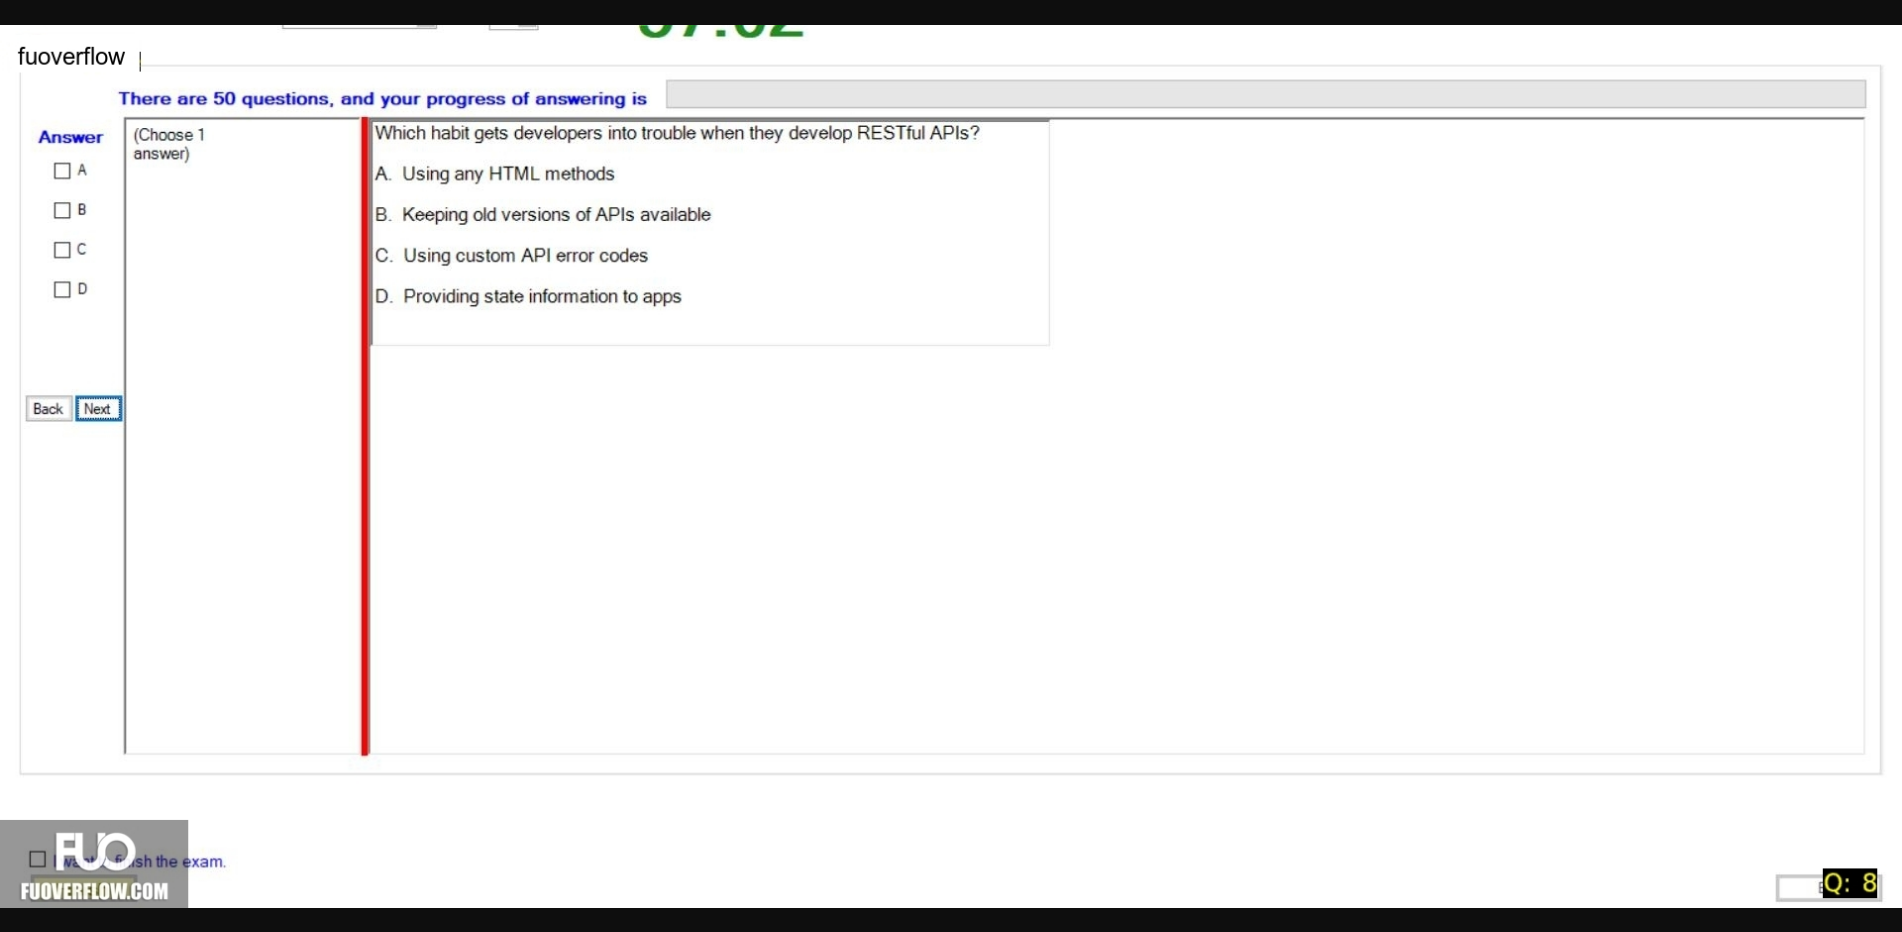 fuoverflow
There are 50 questions, and your progress of answering is
Answer
(Choose 1
answer)
A
B
C
D
Which habit gets developers into trouble when they develop RESTful APIs?
A. Using any HTML methods
B. Keeping old versions of APIs available
C. Using custom API error codes
D. Providing state information to apps
Back
Next
FUO
the exam.
FUOVERFLOW.COM
Q: 8